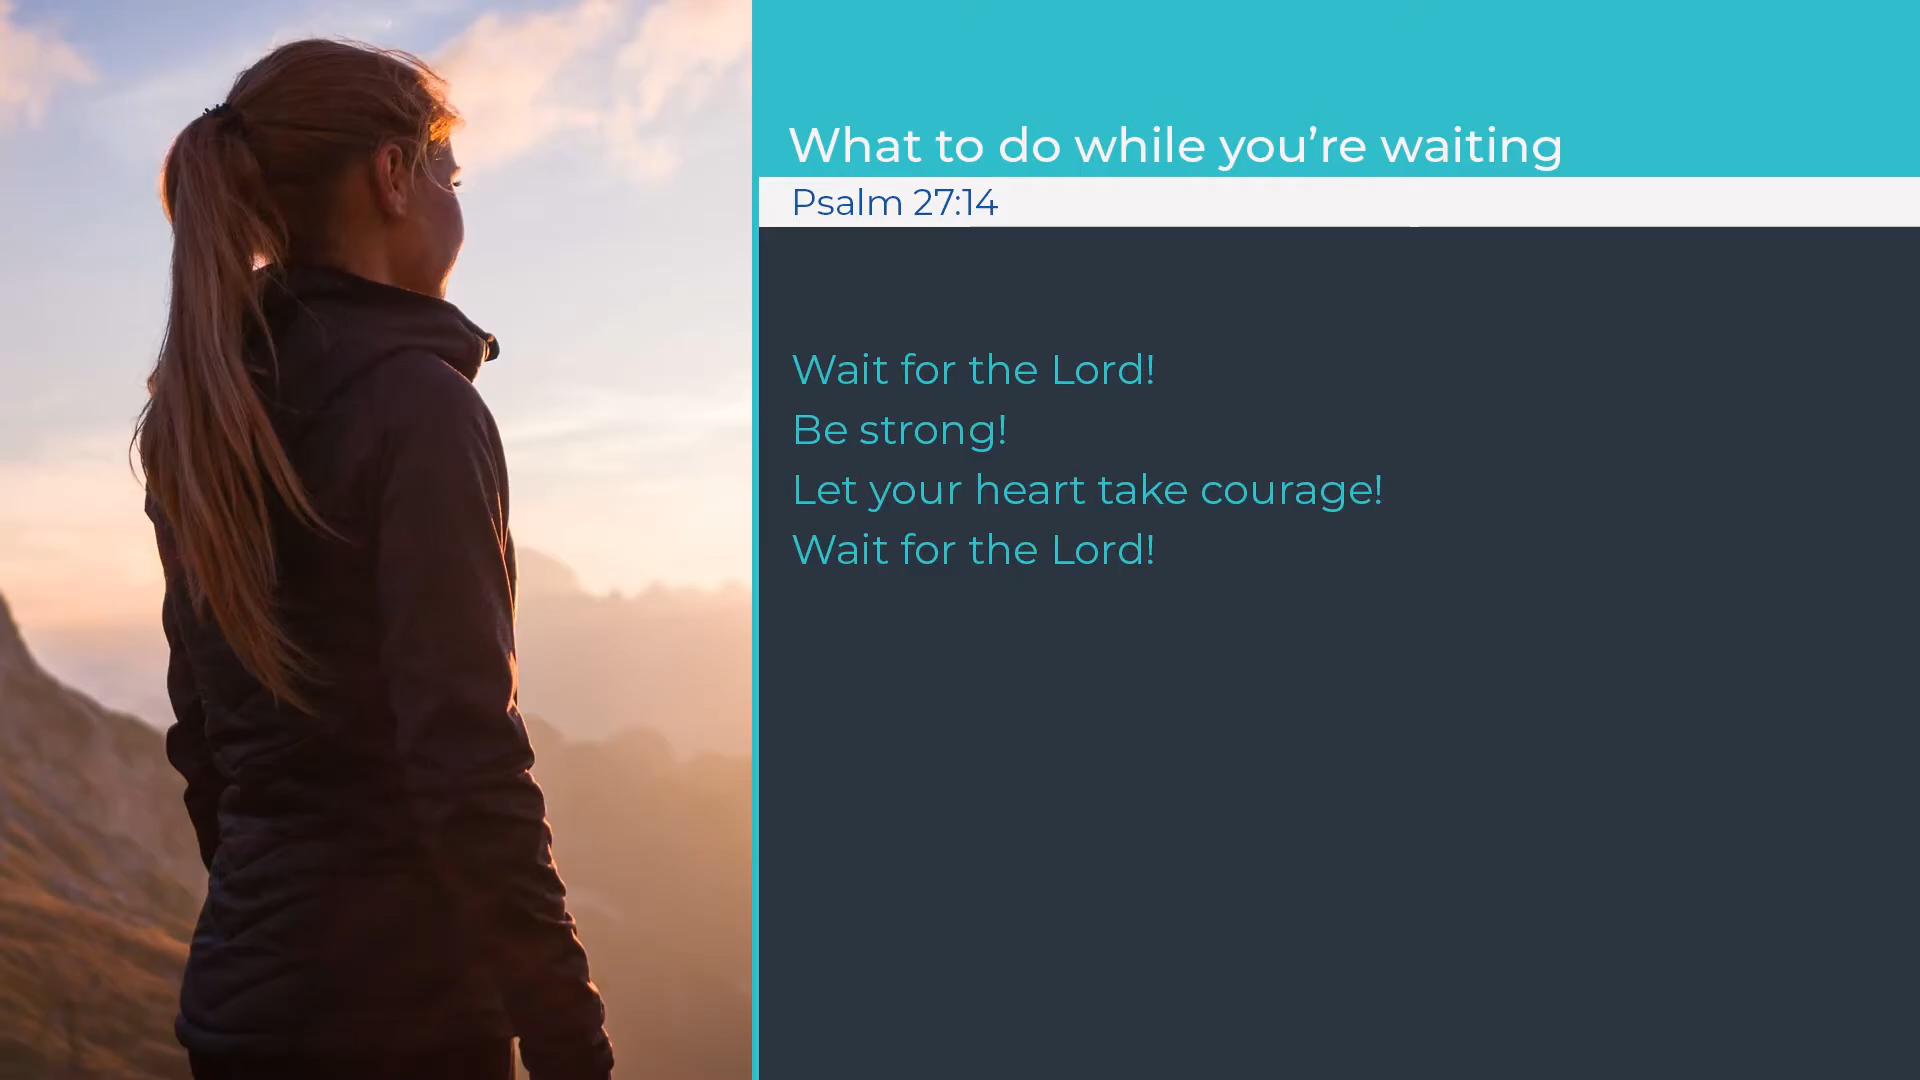 What to do while you’re waiting
Psalm 27:14
Wait for the Lord!
Be strong!
Let your heart take courage!
Wait for the Lord!